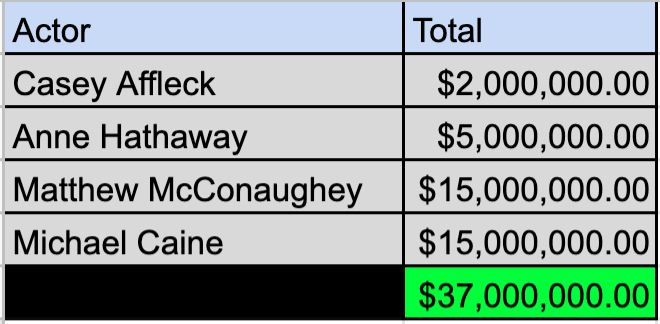 Actor Total
Casey Affleck $2,000,000.00
Anne Hathaway $5,000,000.00
Matthew McConaughey $15,000,000.00
Michael Caine $15,000,000.00
$37,000,000.00